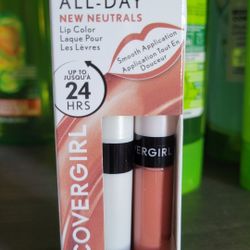 ALL-DAY
NEW NEUTRALS
Lip Color
Laque Pour
Les Lèvres
Smooth Application
Application Tout En
Douceur
UP TO
JUSQU'À
24
HRS
COVERGIRL
OVERGIRL